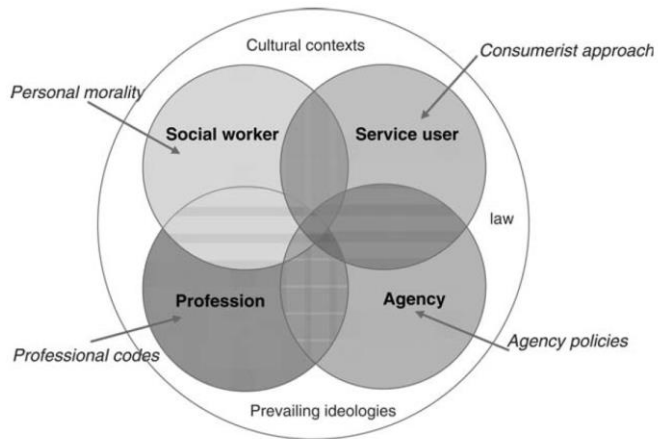 Cultural contexts
Consumerist approach
Personal morality
Social worker
Service user
law
Profession
Agency
Professional codes
Agency policies
Prevailing ideologies